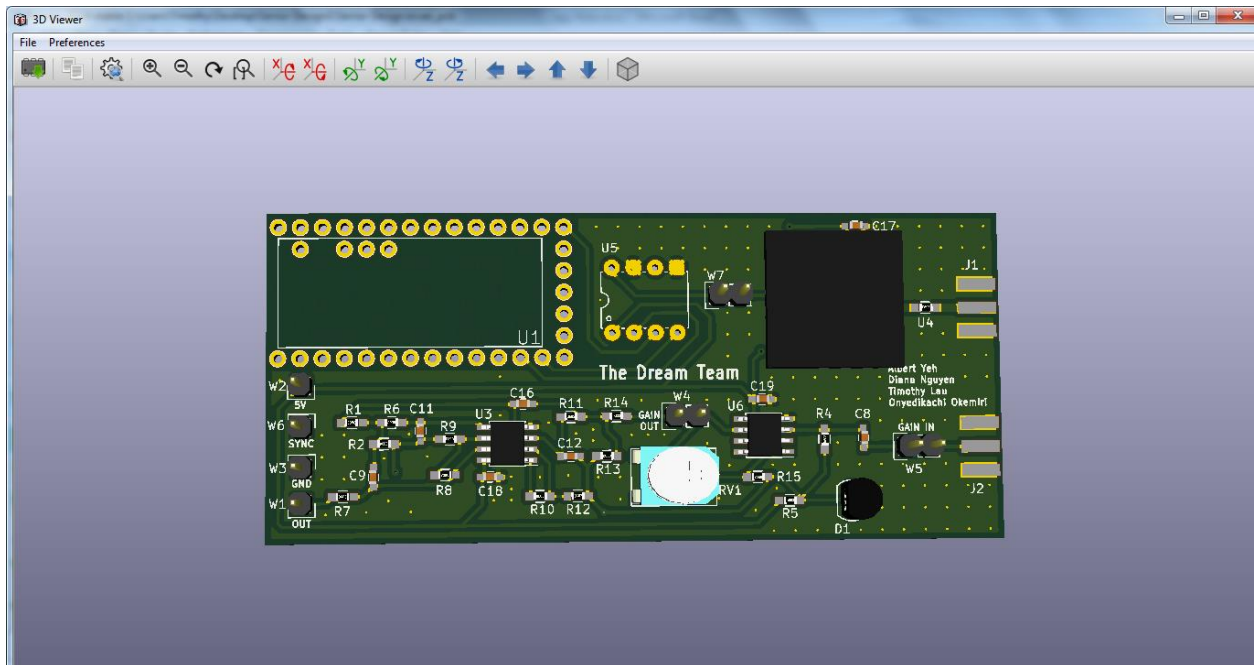 3D Viewer
File Preferences
C17
U5
J1
W7
U4
U1
The Dream Team
Albert Yeh
Diana Nguyen
Timothy Lau
Onyedikachi Okemiri
W2
5V
C16
C19
W4
R1 R6 C11
U3
R11 R14
GAIN
OUT
U6
R4 C8
GAIN IN
W6
SYNC
R2
R9
C12
R13
W5
W3
GND
C9
R8
C18
RV1
R15
J2
W1
OUT
R7
R10 R12
R5
D1